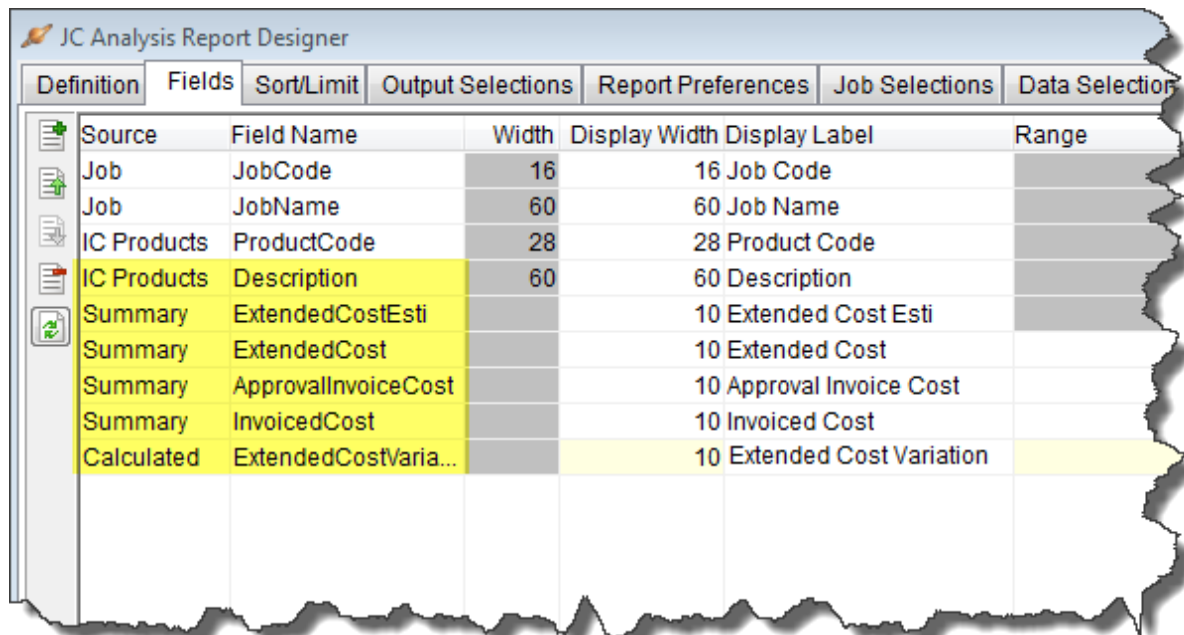 JC Analysis Report Designer
Definition Fields Sort/Limit Output Selections Report Preferences Job Selections Data Selection
Source Field Name Width Display Width Display Label Range
Job JobCode 16 16 Job Code
Job JobName 60 60 Job Name
IC Products ProductCode 28 28 Product Code
IC Products Description 60 60 Description
Summary ExtendedCostEsti 10 Extended Cost Esti
Summary ExtendedCost 10 Extended Cost
Summary ApprovalInvoiceCost 10 Approval Invoice Cost
Summary InvoicedCost 10 Invoiced Cost
Calculated ExtendedCostVaria... 10 Extended Cost Variation